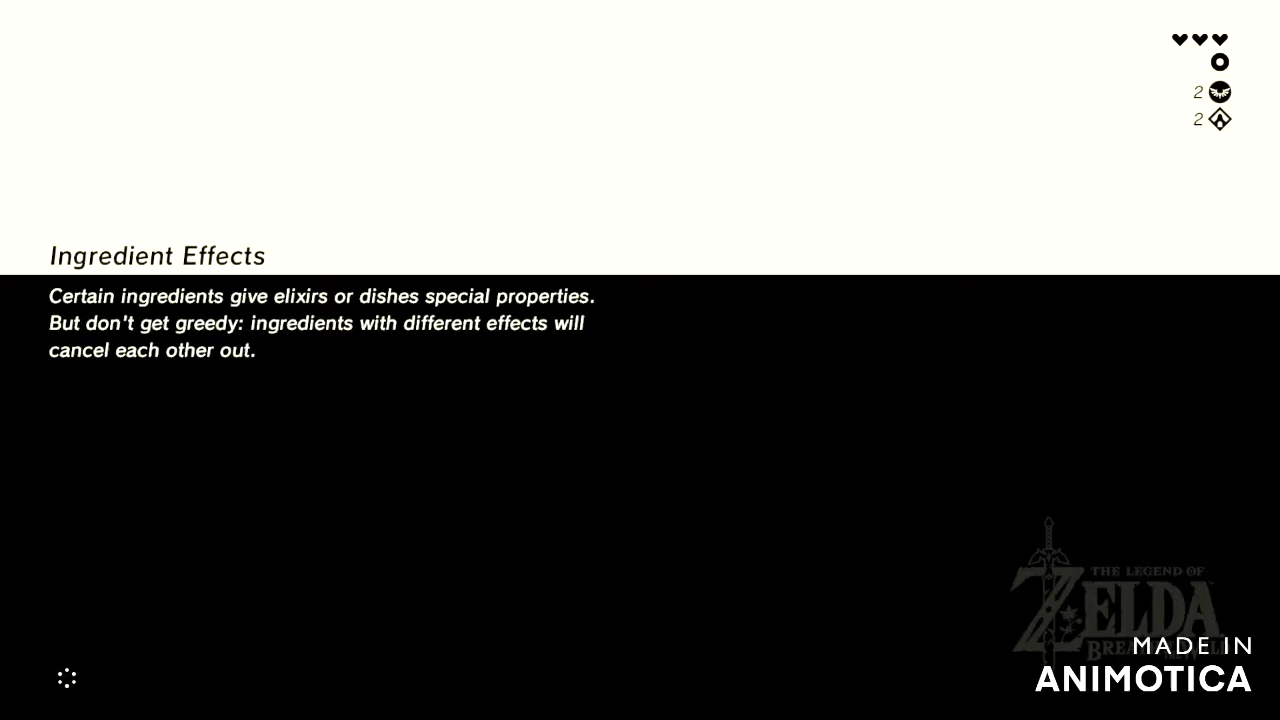 2
2
Ingredient Effects
Certain ingredients give elixirs or dishes special properties.
But don't get greedy: ingredients with different effects will
cancel each other out.
THE LEGEND OF
ZELDA
MADE IN
ANIMOTICA